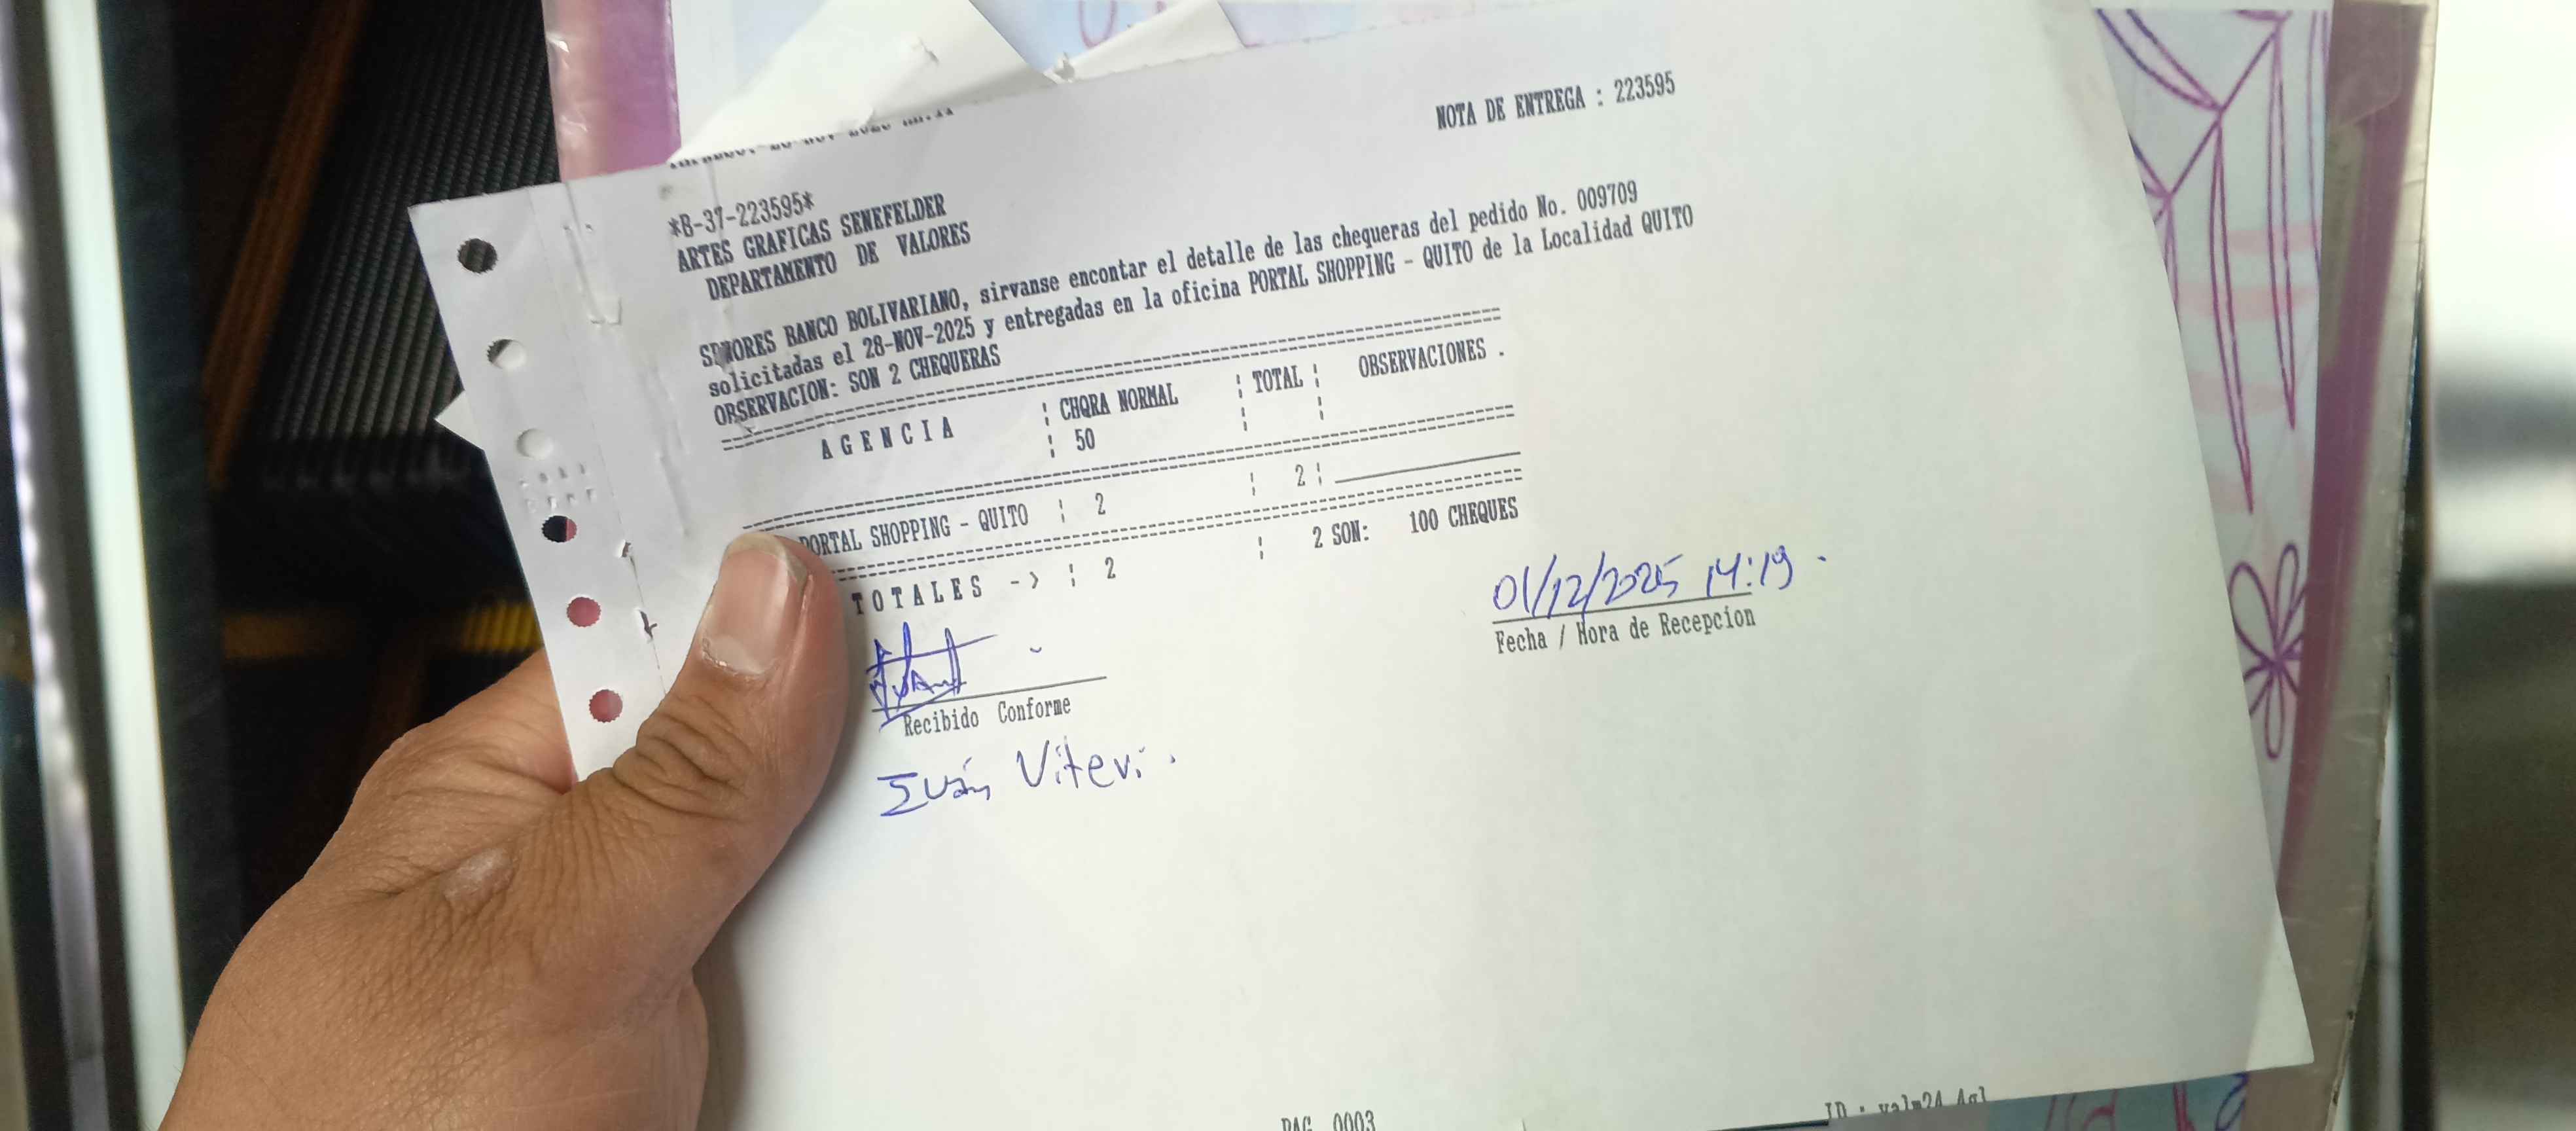 NOTA DE ENTREGA : 223595
*B-37-223595*
ARTES GRAFICAS SENEFELDER
DEPARTAMENTO DE VALORES
SEÑORES BANCO BOLIVARIANO, sirvanse encontar el detalle de las chequeras del pedido No. 009709
solicitadas el 28-NOV-2025 y entregadas en la oficina PORTAL SHOPPING - QUITO de la Localidad QUITO
OBSERVACION: SON 2 CHEQUERAS
A G E N C I A ¦ CHQRA NORMAL ¦ TOTAL ¦ OBSERVACIONES .
¦ 50 ¦ ¦
PORTAL SHOPPING - QUITO ¦ 2 ¦ 2 ¦
T O T A L E S -> ¦ 2 ¦ 2 SON: 100 CHEQUES
01/12/2025 14:19
Fecha / Hora de Recepcion
Recibido Conforme
Iván Viteri.
PAG 0003
ID :